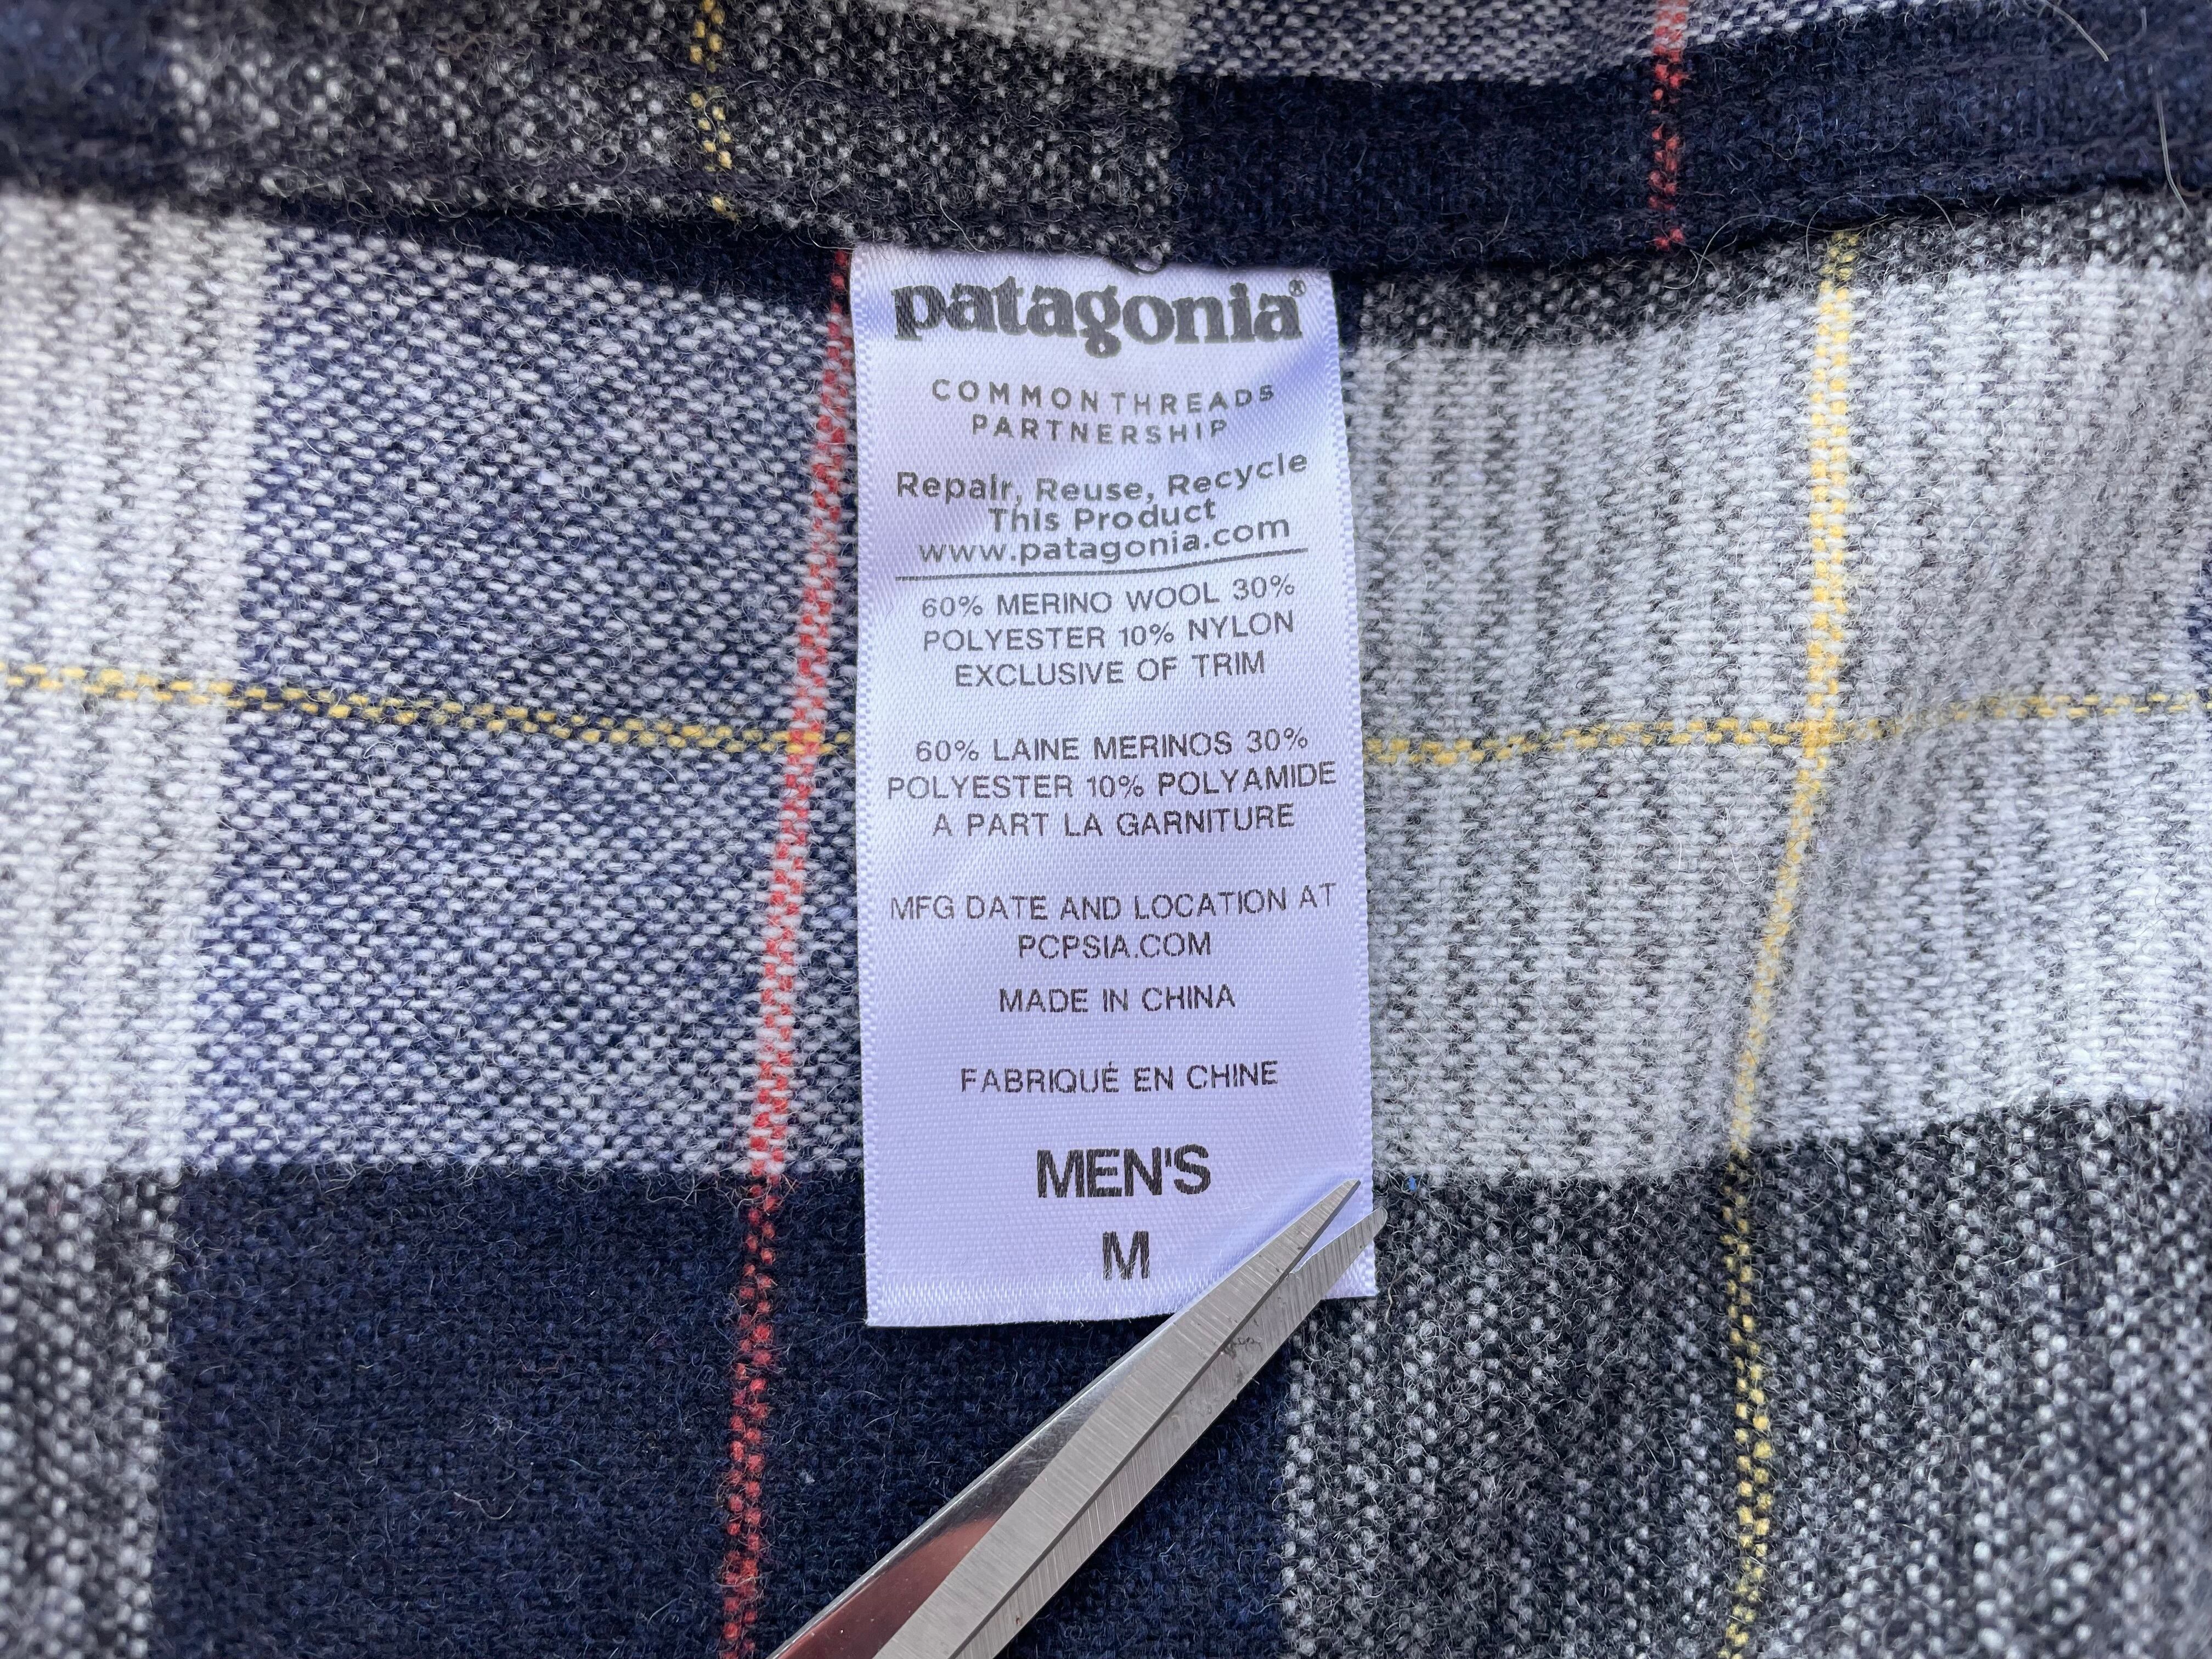 patagonia®
COMMON THREADS
PARTNERSHIP
Repair, Reuse, Recycle
This Product
www.patagonia.com
60% MERINO WOOL 30%
POLYESTER 10% NYLON
EXCLUSIVE OF TRIM
60% LAINE MERINOS 30%
POLYESTER 10% POLYAMIDE
A PART LA GARNITURE
MFG DATE AND LOCATION AT
PCPSIA.COM
MADE IN CHINA
FABRIQUÉ EN CHINE
MEN'S
M